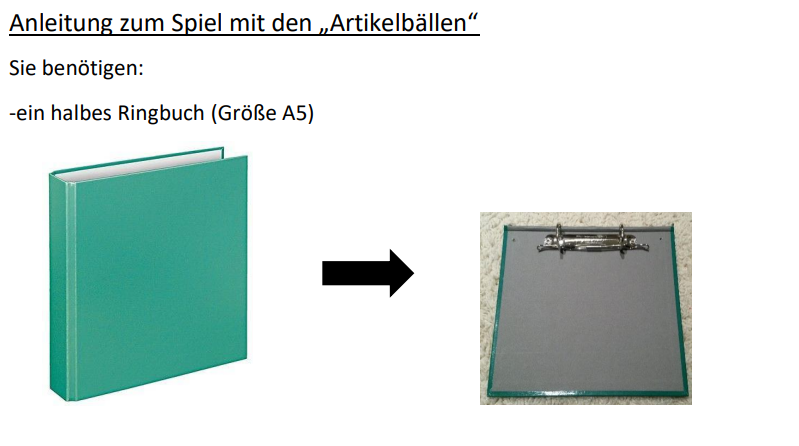 Anleitung zum Spiel mit den „Artikelbällen“
Sie benötigen:
-ein halbes Ringbuch (Größe A5)